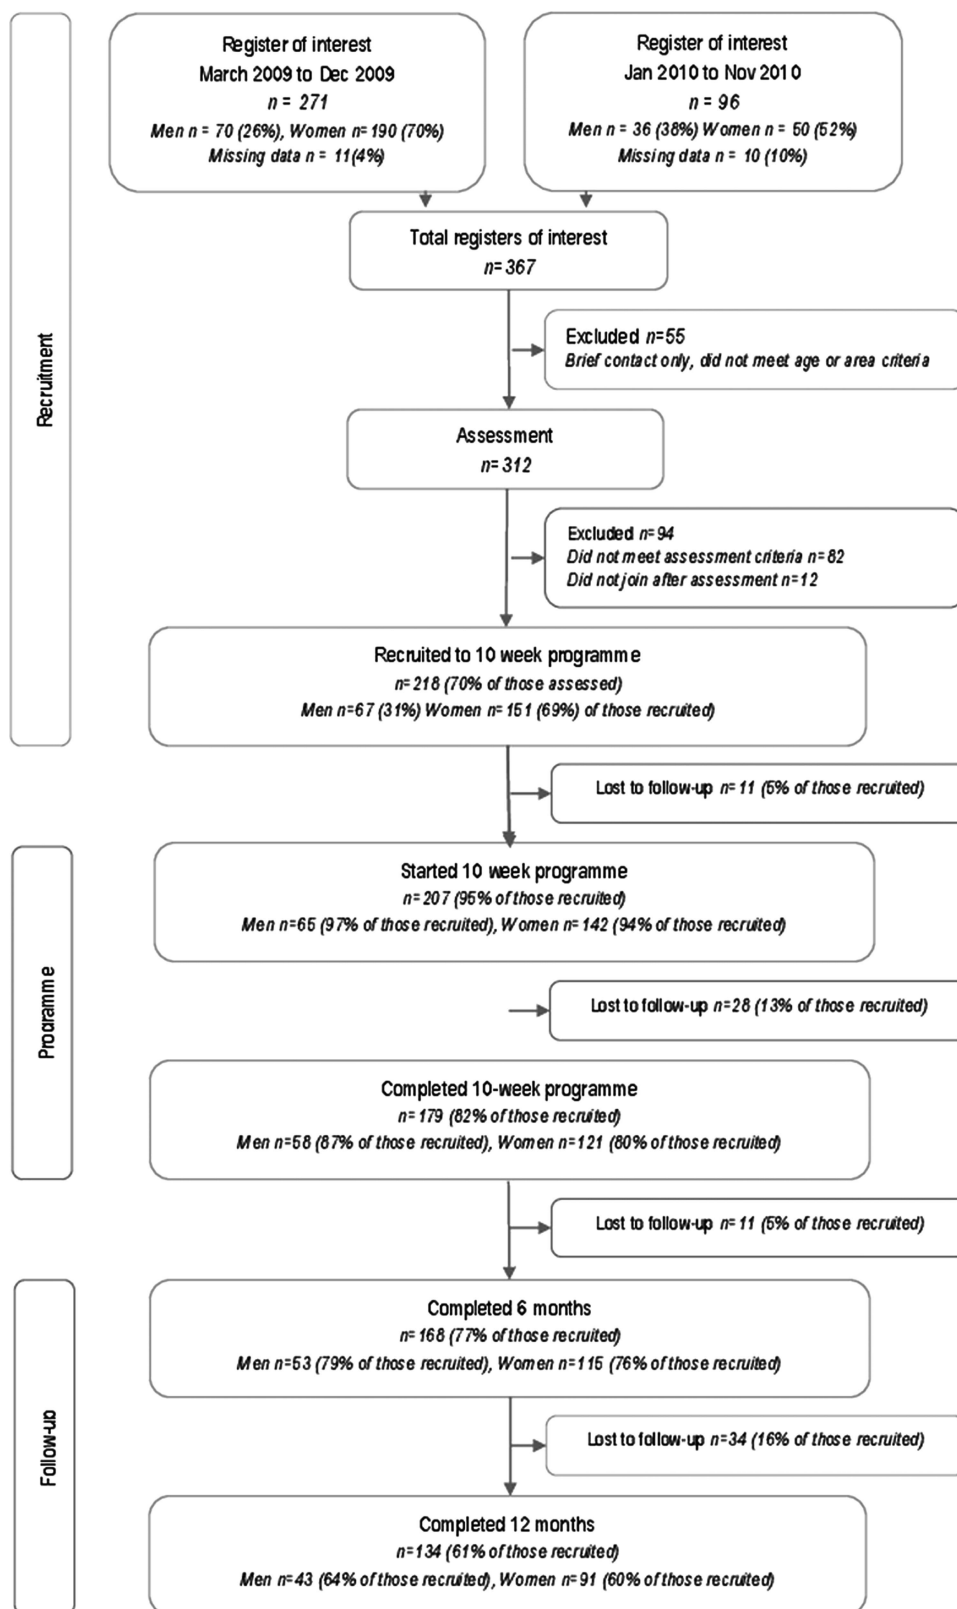 Register of interest
March 2009 to Dec 2009
n = 271
Men n = 70 (26%), Women n=190 (70%)
Missing data n = 11(4%)
Register of interest
Jan 2010 to Nov 2010
n = 96
Men n = 36 (38%) Women n = 50 (52%)
Missing data n = 10 (10%)
Total registers of interest
n=367
Excluded n=55
Brief contact only, did not meet age or area criteria
Recruitment
Assessment
n=312
Excluded n=94
Did not meet assessment criteria n=82
Did not join after assessment n=12
Recruited to 10 week programme
n=218 (70% of those assessed)
Men n=67 (31%) Women n=151 (69%) of those recruited)
Lost to follow-up n=11 (5% of those recruited)
Programme
Started 10 week programme
n=207 (95% of those recruited)
Men n=65 (97% of those recruited), Women n=142 (94% of those recruited)
Lost to follow-up n=28 (13% of those recruited)
Completed 10-week programme
n=179 (82% of those recruited)
Men n=58 (87% of those recruited), Women n=121 (80% of those recruited)
Lost to follow-up n=11 (5% of those recruited)
Follow-up
Completed 6 months
n=168 (77% of those recruited)
Men n=53 (79% of those recruited), Women n=115 (76% of those recruited)
Lost to follow-up n=34 (16% of those recruited)
Completed 12 months
n=134 (61% of those recruited)
Men n=43 (64% of those recruited), Women n=91 (60% of those recruited)